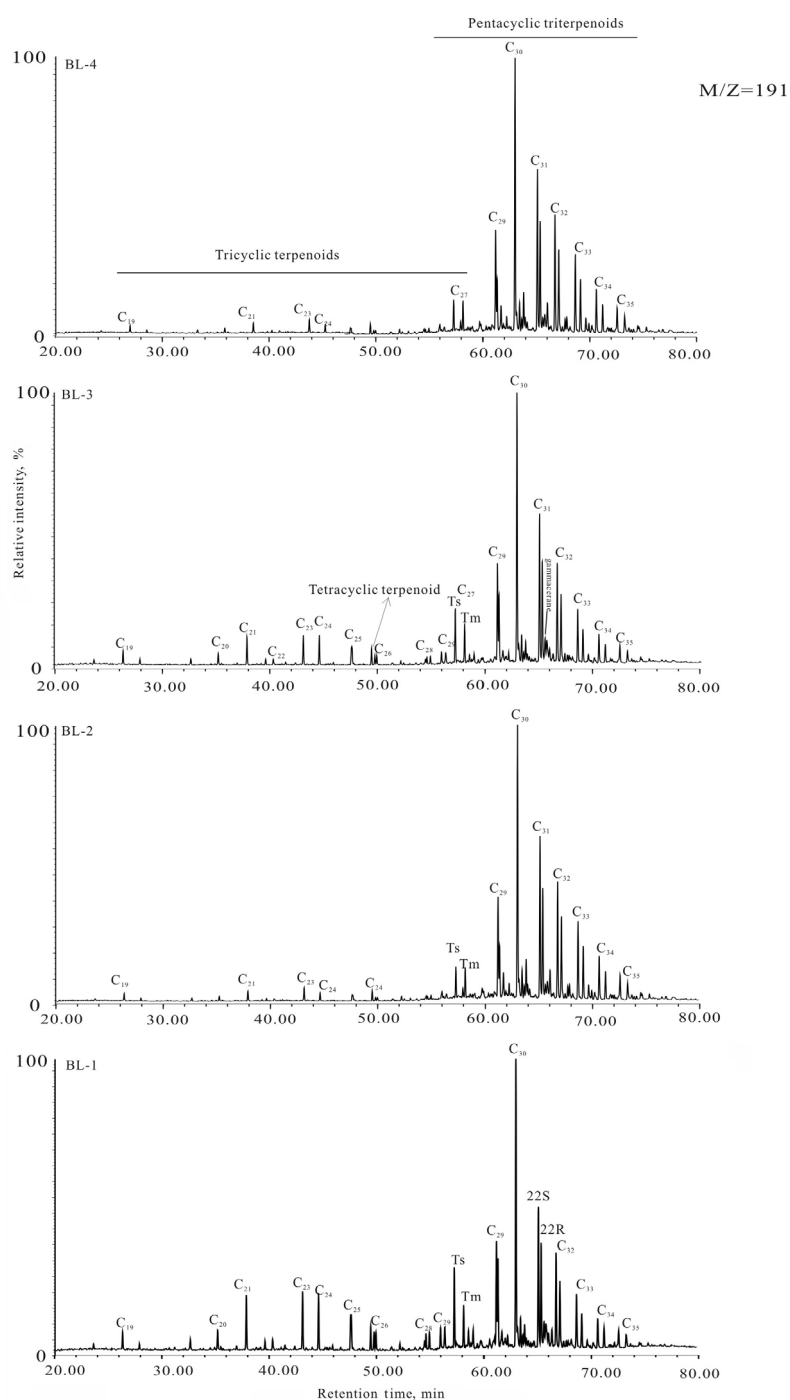 Pentacyclic triterpenoids
C30
100
BL-4
M/Z=191
C31
C32
C29
C33
Tricyclic terpenoids
C34
C27
C35
C19
C21
C23
C24
0
20.00 30.00 40.00 50.00 60.00 70.00 80.00
C30
100
BL-3
Relative intensity, %
C31
C29
C32
gammacerane
Tetracyclic terpenoid
C27
Ts
C33
Tm
C19
C20
C21
C22
C23
C24
C25
C26
C28
C29
C34
C35
0
20.00 30.00 40.00 50.00 60.00 70.00 80.00
C30
100
BL-2
C31
C32
C29
C33
Ts
Tm
C34
C35
C19
C21
C23
C24
C24
0
20.00 30.00 40.00 50.00 60.00 70.00 80.00
C30
100
BL-1
22S
22R
C29
C32
Ts
Tm
C33
C34
C35
C19
C20
C21
C23
C24
C25
C26
C28
C29
0
20.00 30.00 40.00 50.00 60.00 70.00 80.00
Retention time, min